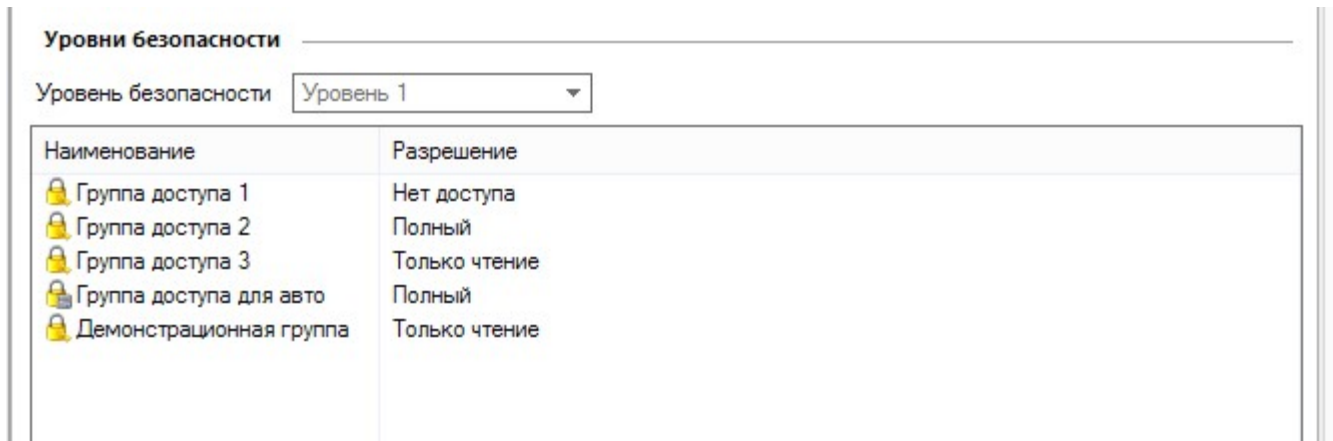 Уровни безопасности
Уровень безопасности Уровень 1
Наименование Разрешение
Группа доступа 1 Нет доступа
Группа доступа 2 Полный
Группа доступа 3 Только чтение
Группа доступа для авто Полный
Демонстрационная группа Только чтение